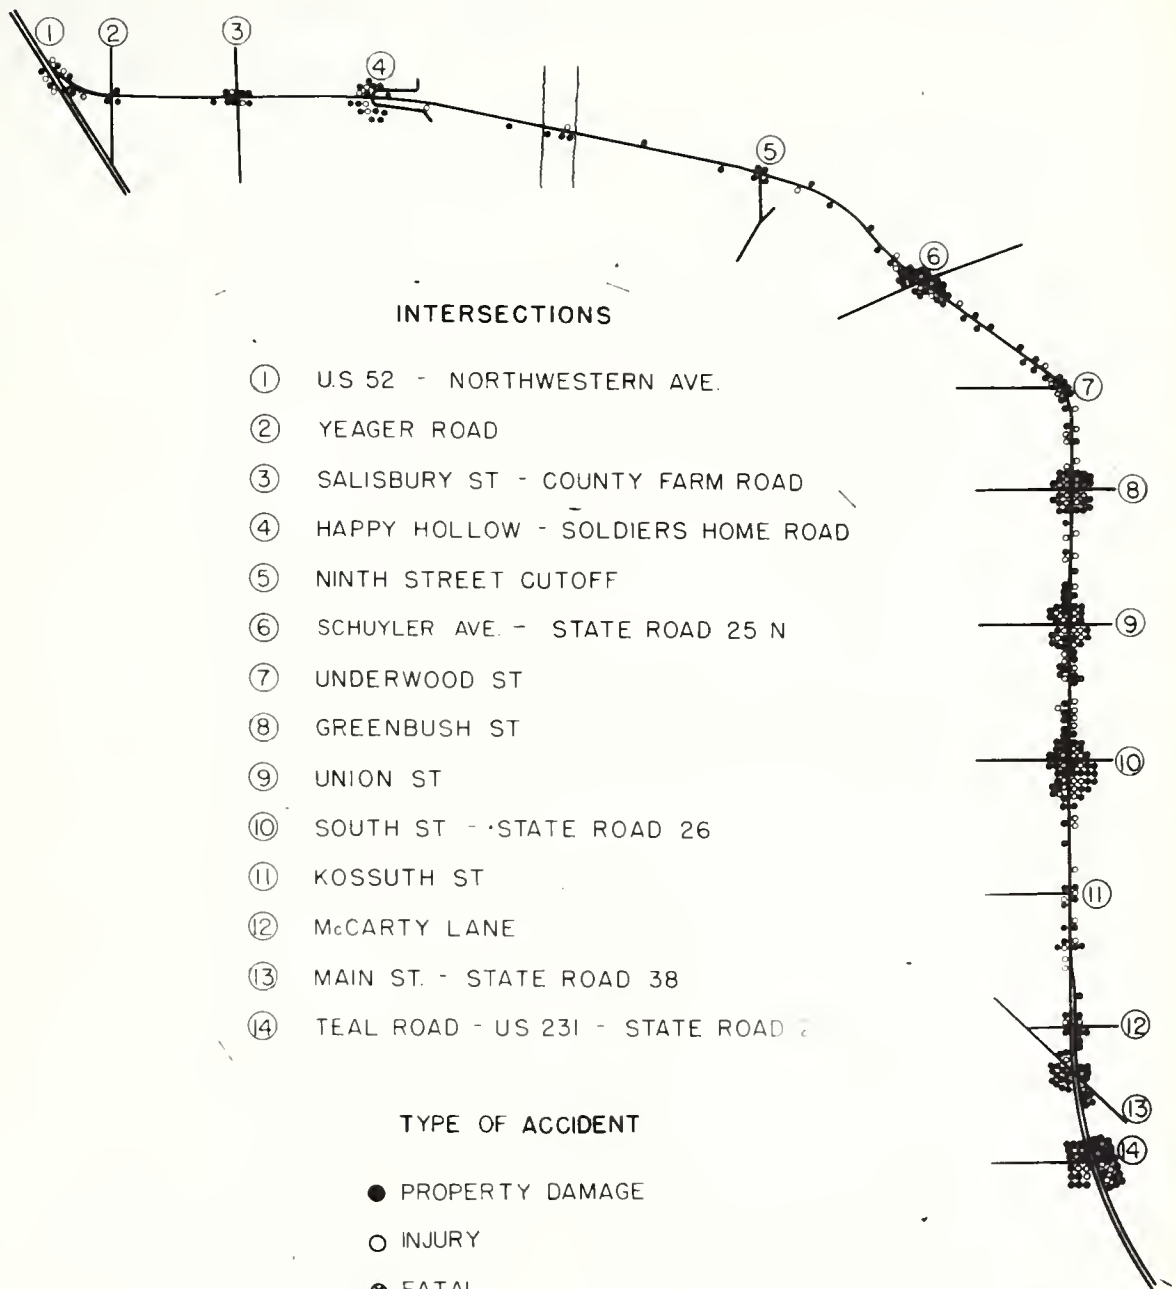 ① ② ③ ④ ⑤ ⑥ ⑦ ⑧ ⑨ ⑩ ⑪ ⑫ ⑬ ⑭
INTERSECTIONS
① U.S 52 - NORTHWESTERN AVE.
② YEAGER ROAD
③ SALISBURY ST - COUNTY FARM ROAD
④ HAPPY HOLLOW - SOLDIERS HOME ROAD
⑤ NINTH STREET CUTOFF
⑥ SCHUYLER AVE. - STATE ROAD 25 N
⑦ UNDERWOOD ST
⑧ GREENBUSH ST
⑨ UNION ST
⑩ SOUTH ST - STATE ROAD 26
⑪ KOSSUTH ST
⑫ McCARTY LANE
⑬ MAIN ST. - STATE ROAD 38
⑭ TEAL ROAD - US 231 - STATE ROAD
TYPE OF ACCIDENT
PROPERTY DAMAGE
INJURY
FATAL